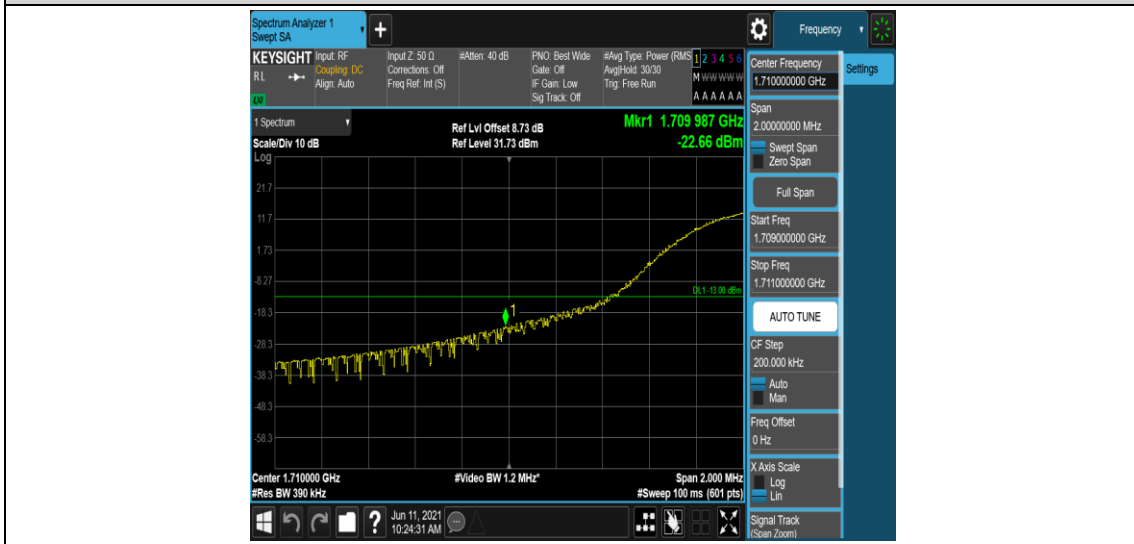 Spectrum Analyzer 1
Swept SA
+
Frequency
KEYSIGHT
Input: RF
Coupling: DC
Align: Auto
Input Z: 50 Ω
Corrections: Off
Freq Ref: Int (S)
#Atten: 40 dB
PNO: Best Wide
Gate: Off
IF Gain: Low
Sig Track: Off
#Avg Type: Power (RMS
Avg|Hold: 30/30
Trig: Free Run
1 2 3 4 5 6
M W W W W W
A A A A A A
RL
LXI
1 Spectrum
Scale/Div 10 dB
Log
Ref Lvl Offset 8.73 dB
Ref Level 31.73 dBm
Mkr1 1.709 987 GHz
-22.66 dBm
21.7
11.7
1.73
-8.27
-18.3
-28.3
-38.3
-48.3
-58.3
DL1 -13.00 dBm
1
Center 1.710000 GHz
#Res BW 390 kHz
#Video BW 1.2 MHz*
Span 2.000 MHz
#Sweep 100 ms (601 pts)
Jun 11, 2021
10:24:31 AM
?
Center Frequency
1.710000000 GHz
Settings
Span
2.00000000 MHz
Swept Span
Zero Span
Full Span
Start Freq
1.709000000 GHz
Stop Freq
1.711000000 GHz
AUTO TUNE
CF Step
200.000 kHz
Auto
Man
Freq Offset
0 Hz
X Axis Scale
Log
Lin
Signal Track
(Span Zoom)